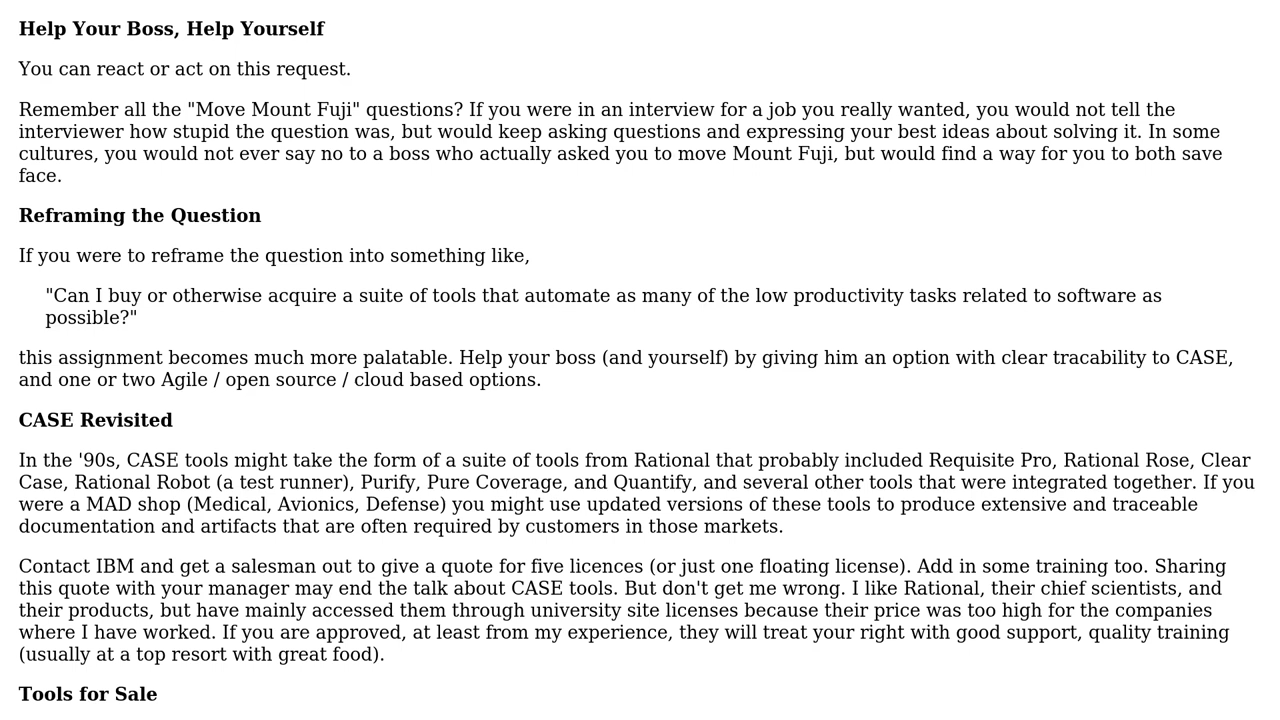 Help Your Boss, Help Yourself
You can react or act on this request.
Remember all the "Move Mount Fuji" questions? If you were in an interview for a job you really wanted, you would not tell the
interviewer how stupid the question was, but would keep asking questions and expressing your best ideas about solving it. In some
cultures, you would not ever say no to a boss who actually asked you to move Mount Fuji, but would find a way for you to both save
face.
Reframing the Question
If you were to reframe the question into something like,
"Can I buy or otherwise acquire a suite of tools that automate as many of the low productivity tasks related to software as
possible?"
this assignment becomes much more palatable. Help your boss (and yourself) by giving him an option with clear tracability to CASE,
and one or two Agile / open source / cloud based options.
CASE Revisited
In the '90s, CASE tools might take the form of a suite of tools from Rational that probably included Requisite Pro, Rational Rose, Clear
Case, Rational Robot (a test runner), Purify, Pure Coverage, and Quantify, and several other tools that were integrated together. If you
were a MAD shop (Medical, Avionics, Defense) you might use updated versions of these tools to produce extensive and traceable
documentation and artifacts that are often required by customers in those markets.
Contact IBM and get a salesman out to give a quote for five licences (or just one floating license). Add in some training too. Sharing
this quote with your manager may end the talk about CASE tools. But don't get me wrong. I like Rational, their chief scientists, and
their products, but have mainly accessed them through university site licenses because their price was too high for the companies
where I have worked. If you are approved, at least from my experience, they will treat your right with good support, quality training
(usually at a top resort with great food).
Tools for Sale